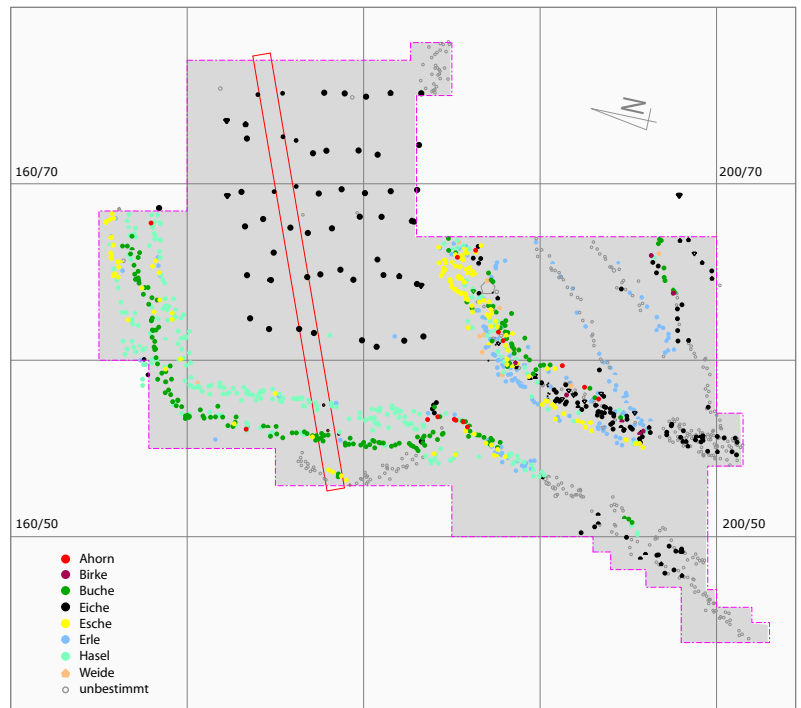 N
160/70
200/70
160/50
200/50
Ahorn
Birke
Buche
Eiche
Esche
Erle
Hasel
Weide
unbestimmt